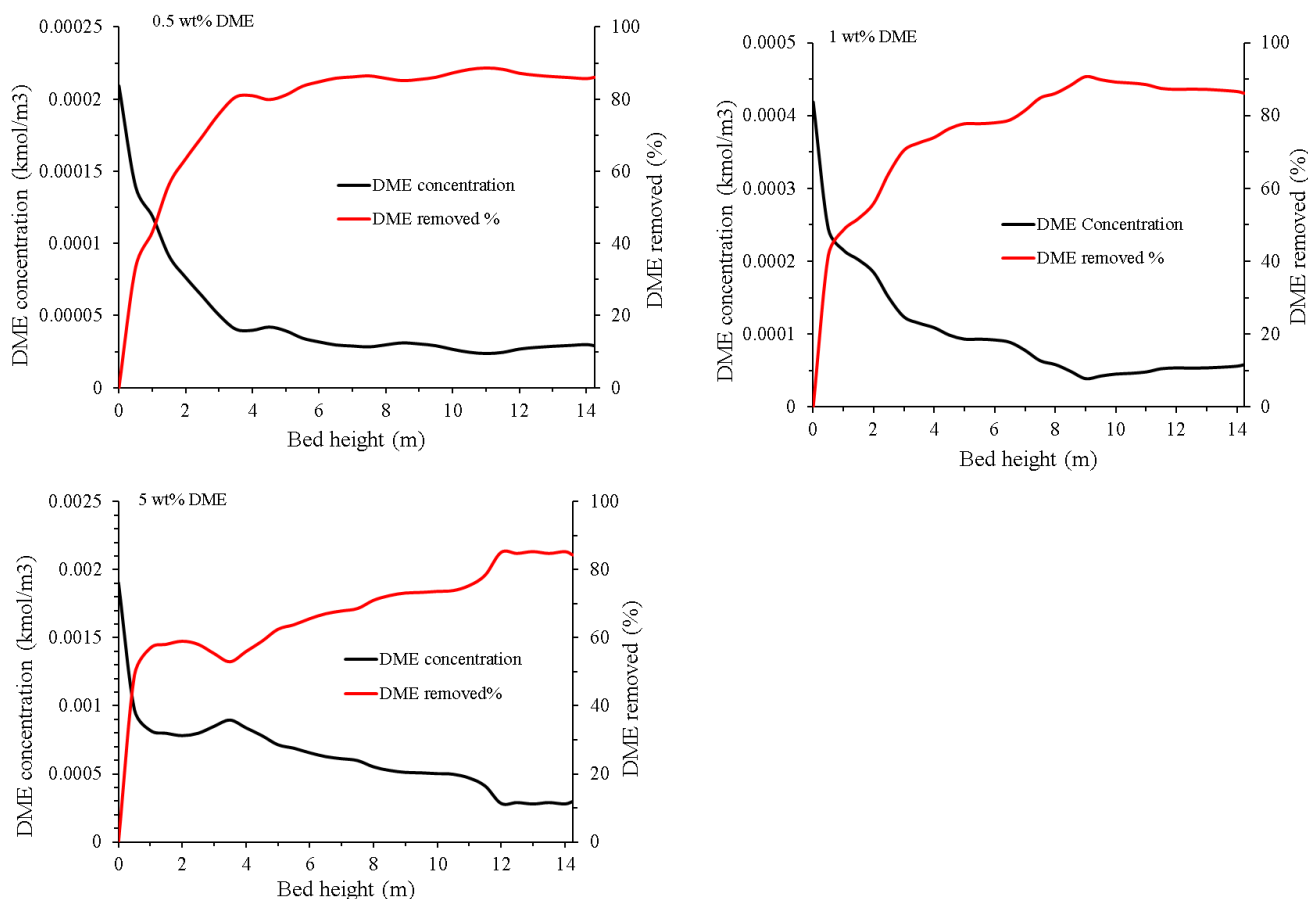 0.5 wt% DME
DME concentration (kmol/m3)
0.00025
0.0002
0.00015
0.0001
0.00005
0
100
80
60
40
20
0
DME removed (%)
DME concentration
DME removed %
0 2 4 6 8 10 12 14
Bed height (m)
1 wt% DME
DME concentration (kmol/m3)
0.0005
0.0004
0.0003
0.0002
0.0001
0
100
80
60
40
20
0
DME removed (%)
DME Concentration
DME removed %
0 2 4 6 8 10 12 14
Bed height (m)
5 wt% DME
DME concentration (kmol/m3)
0.0025
0.002
0.0015
0.001
0.0005
0
100
80
60
40
20
0
DME removed (%)
DME concentration
DME removed%
0 2 4 6 8 10 12 14
Bed height (m)